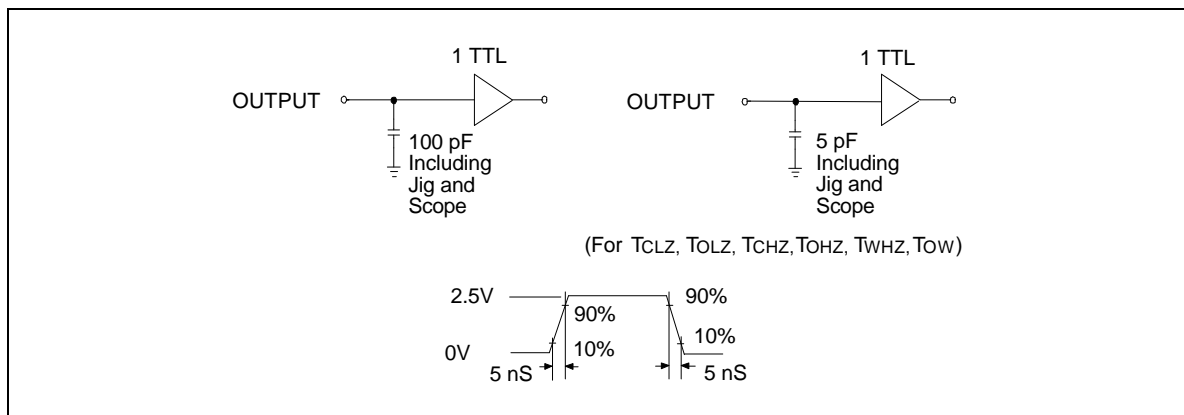 1 TTL
OUTPUT
100 pF
Including
Jig and
Scope
1 TTL
OUTPUT
5 pF
Including
Jig and
Scope
(For TCLZ, TOLZ, TCHZ, TOHZ, TWHZ, TOW)
2.5V
90%
90%
0V
10%
10%
5 nS
5 nS